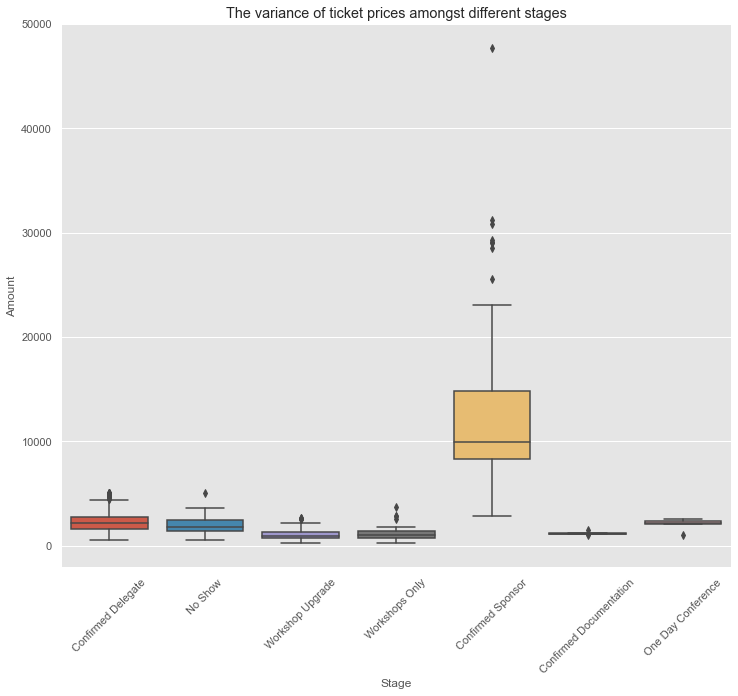 The variance of ticket prices amongst different stages
50000
40000
30000
20000
10000
0
Amount
Confirmed Delegate
No Show
Workshop Upgrade
Workshops Only
Confirmed Sponsor
Confirmed Documentation
One Day Conference
Stage